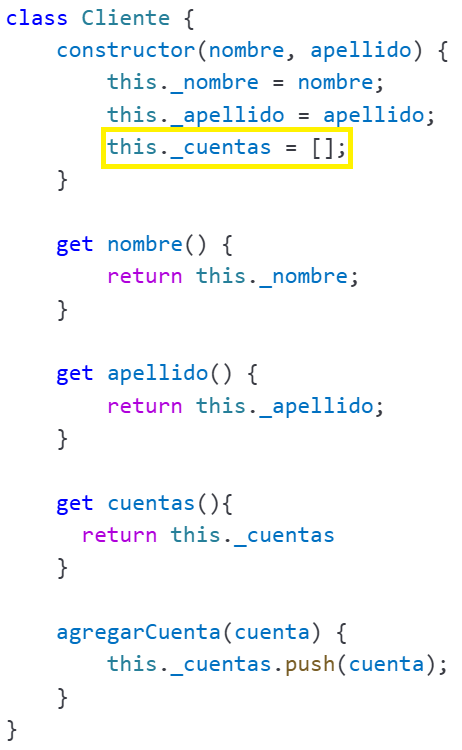 class Cliente {
    constructor(nombre, apellido) {
        this._nombre = nombre;
        this._apellido = apellido;
        this._cuentas = [];
    }

    get nombre() {
        return this._nombre;
    }

    get apellido() {
        return this._apellido;
    }

    get cuentas(){
      return this._cuentas
    }

    agregarCuenta(cuenta) {
        this._cuentas.push(cuenta);
    }
}